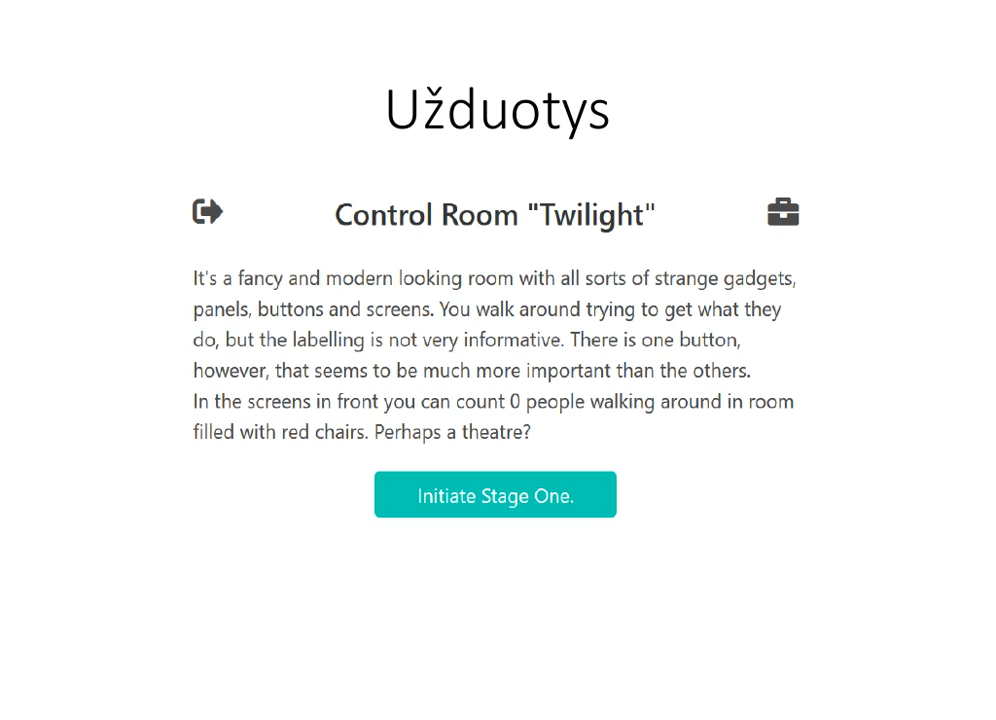 Užduotys
Control Room "Twilight"
It's a fancy and modern looking room with all sorts of strange gadgets,
panels, buttons and screens. You walk around trying to get what they
do, but the labelling is not very informative. There is one button,
however, that seems to be much more important than the others.
In the screens in front you can count 0 people walking around in room
filled with red chairs. Perhaps a theatre?
Initiate Stage One.